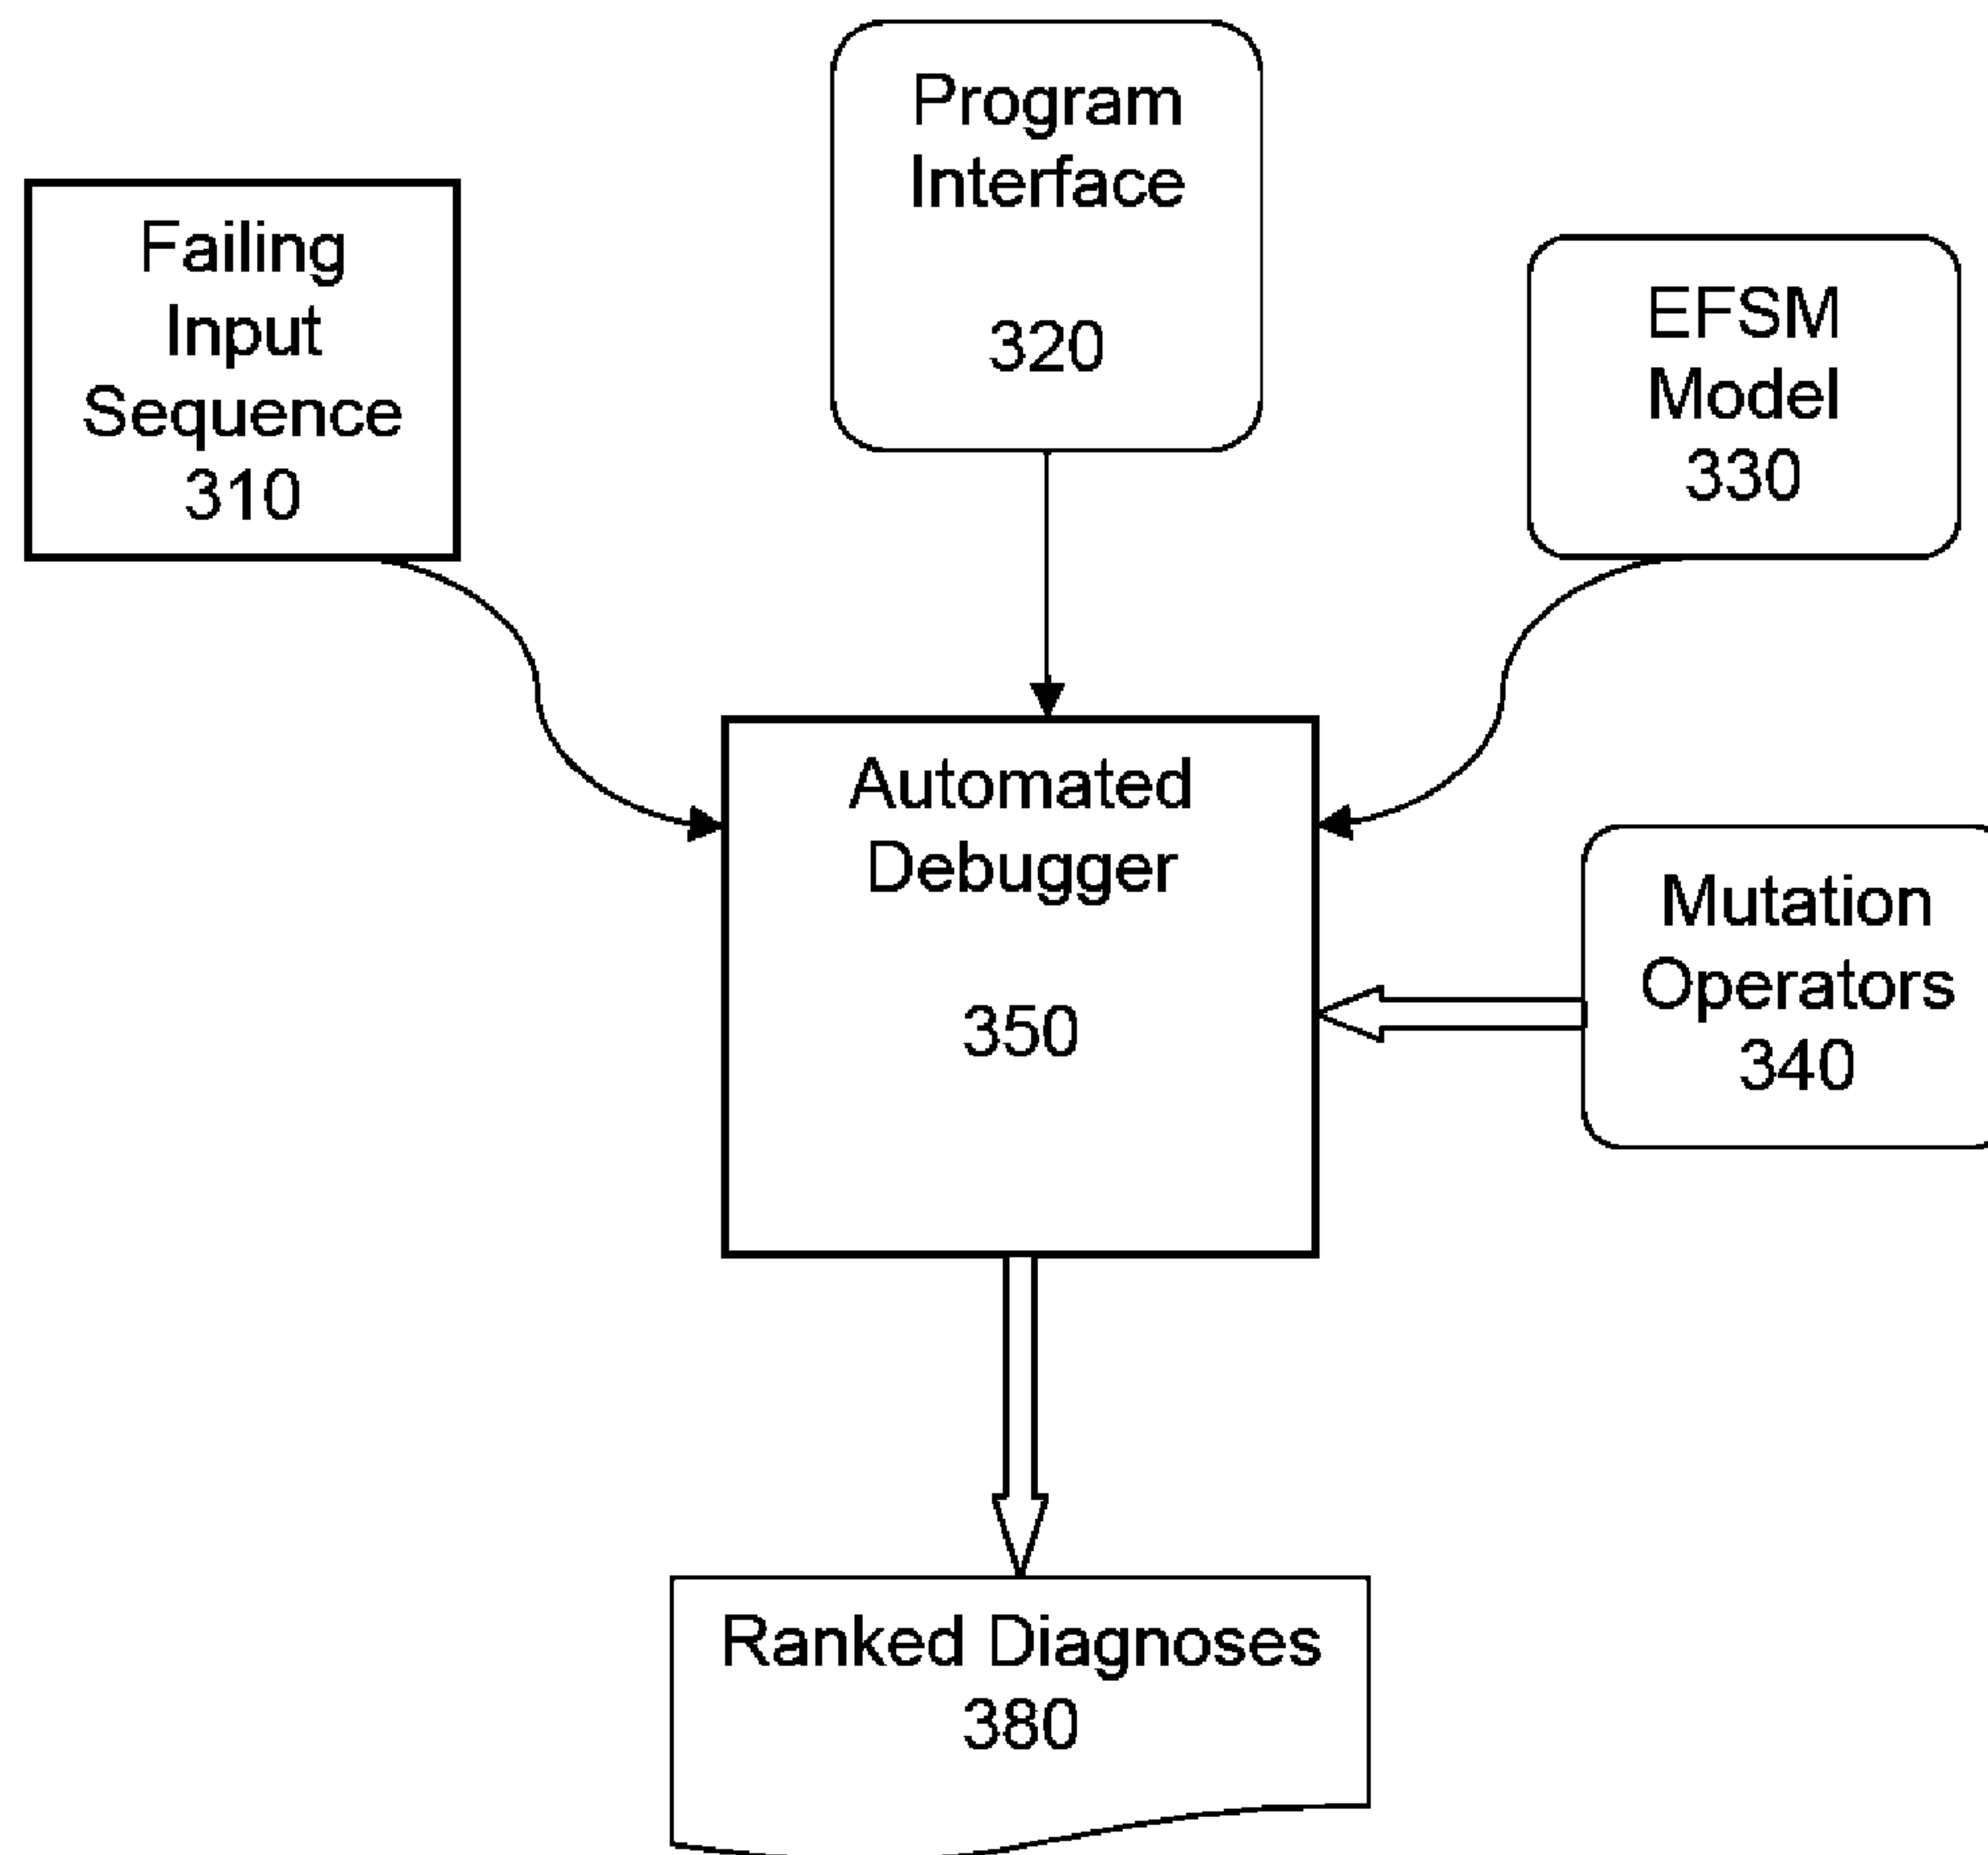 Program
Interface
320
Failing
Input
Sequence
310
EFSM
Model
330
Automated
Debugger
350
Mutation
Operators
340
Ranked Diagnoses
380